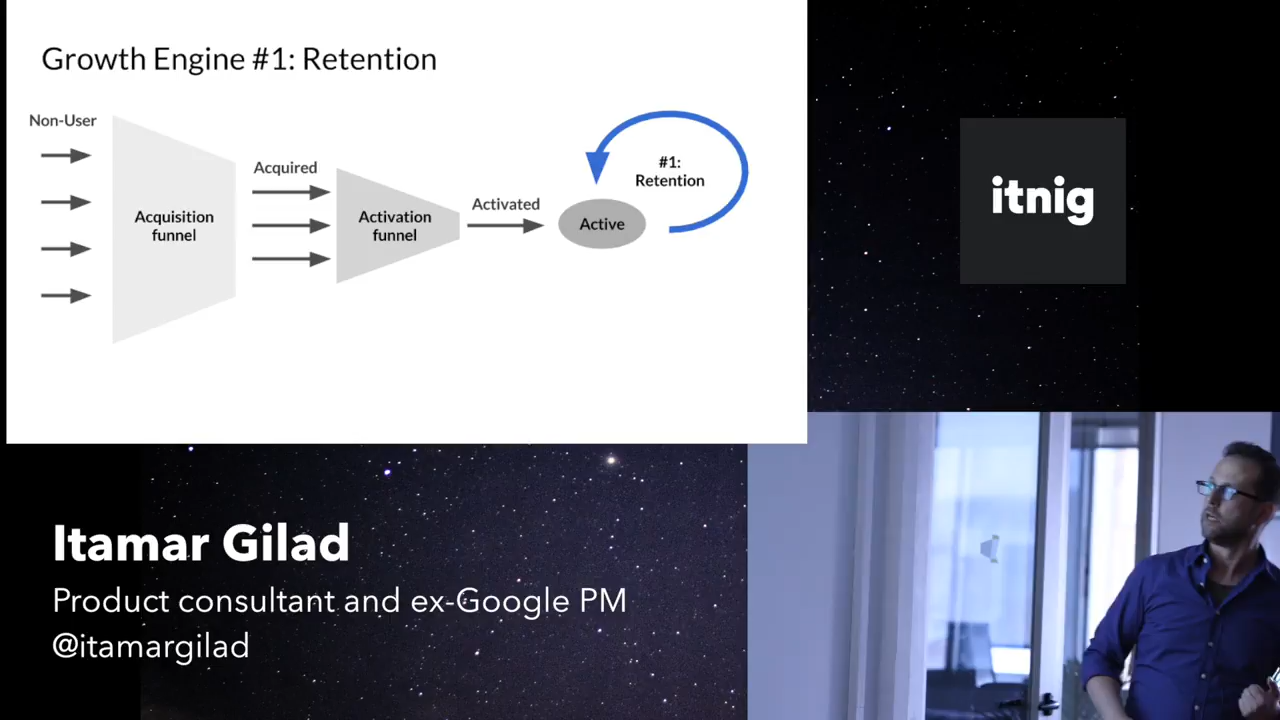 Growth Engine #1: Retention
Non-User
Acquisition
funnel
Acquired
Activation
funnel
Activated
Active
#1:
Retention
itnig
Itamar Gilad
Product consultant and ex-Google PM
@itamargilad